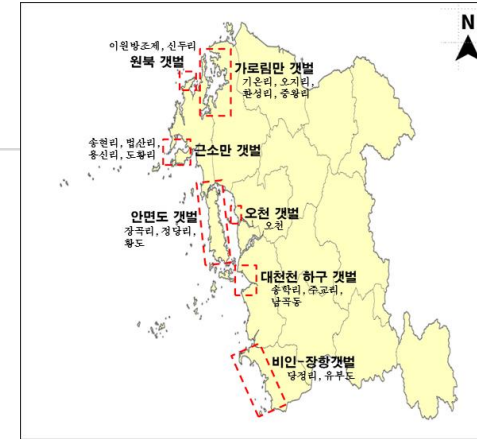 N
이원방조제, 신두리
원북 갯벌
가로림만 갯벌
기은리, 오지리,
환성리, 중왕리
송현리, 법산리,
용신리, 도황리
근소만 갯벌
안면도 갯벌
장곡리, 정당리,
황도
오천 갯벌
오천
대천천 하구 갯벌
송학리, 주교리,
남곡동
비인-장항갯벌
당정리, 유부도